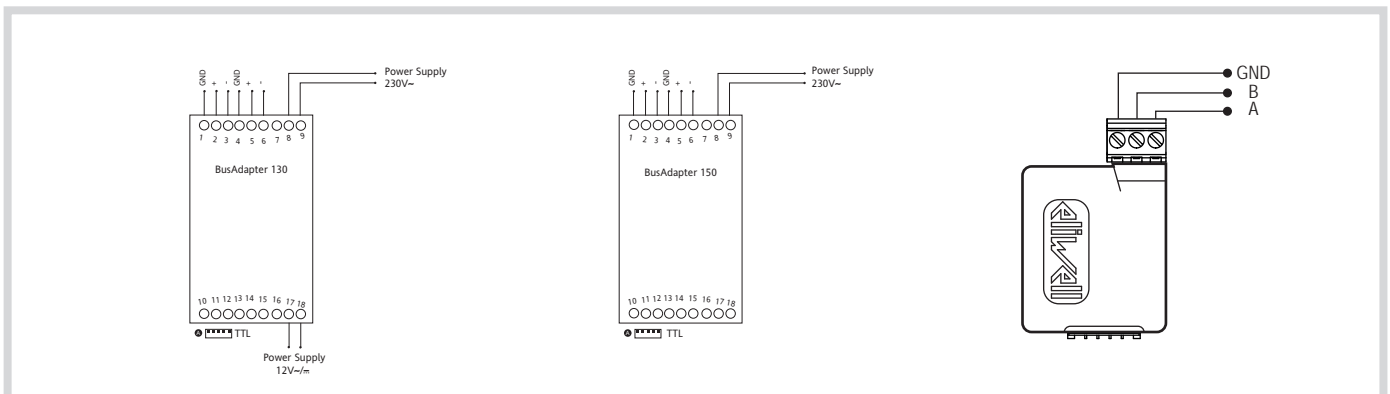 GND + - GND + -
Power Supply
230V~
1 2 3 4 5 6 7 8 9
BusAdapter 130
10 11 12 13 14 15 16 17 18
A TTL
Power Supply
12V~/⎓
GND + - GND + -
Power Supply
230V~
1 2 3 4 5 6 7 8 9
BusAdapter 150
10 11 12 13 14 15 16 17 18
A TTL
GND
B
A
eliwell